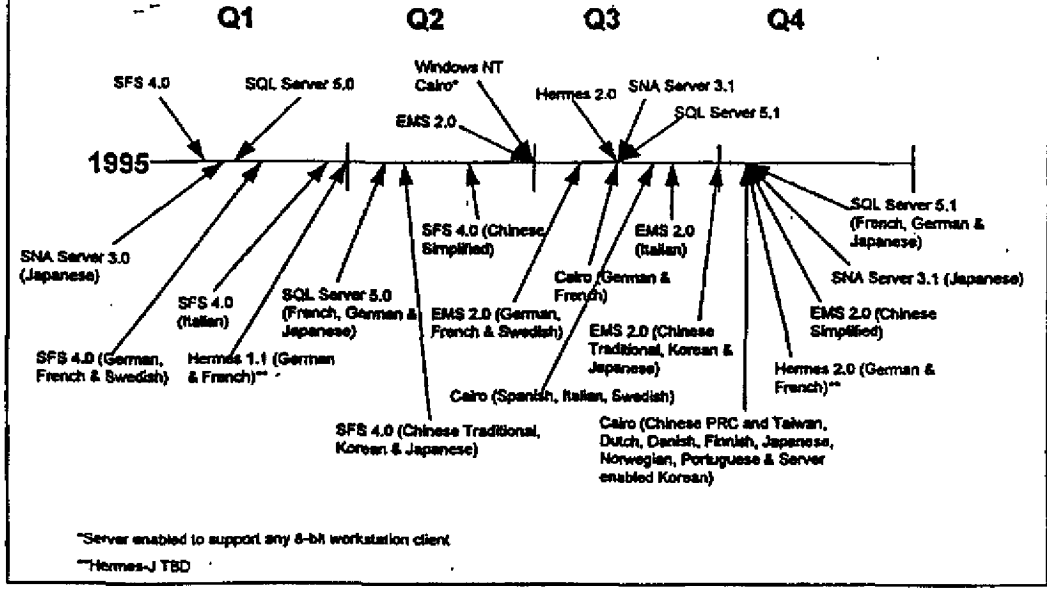 Q1
Q2
Q3
Q4
SFS 4.0
SQL Server 5.0
Windows NT
Cairo*
EMS 2.0
Hermes 2.0
SNA Server 3.1
SQL Server 5.1
1995
SNA Server 3.0
(Japanese)
SFS 4.0
(Italian)
SQL Server 5.0
(French, German &
Japanese)
SFS 4.0 (Chinese
Simplified)
EMS 2.0 (German,
French & Swedish)
Cairo (German &
French)
EMS 2.0
(Italian)
EMS 2.0 (Chinese
Traditional, Korean &
Japanese)
SQL Server 5.1
(French, German &
Japanese)
SNA Server 3.1 (Japanese)
EMS 2.0 (Chinese
Simplified)
SFS 4.0 (German,
French & Swedish)
Hermes 1.1 (German
& French)**
Hermes 2.0 (German &
French)**
Cairo (Spanish, Italian, Swedish)
SFS 4.0 (Chinese Traditional,
Korean & Japanese)
Cairo (Chinese PRC and Taiwan,
Dutch, Danish, Finnish, Japanese,
Norwegian, Portuguese & Server
enabled Korean)
*Server enabled to support any 8-bit workstation client
**Hermes-J TBD